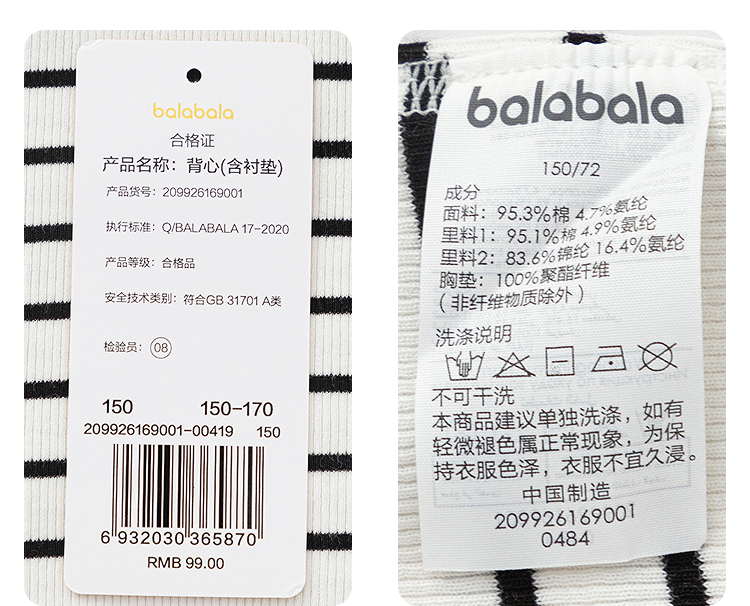 balabala
合格证
产品名称：背心(含衬垫)
产品货号：209926169001
执行标准：Q/BALABALA 17-2020
产品等级：合格品
安全技术类别：符合GB 31701 A类
检验员：08
150 150-170
209926169001-00419 150
6 932030 365870
RMB 99.00
balabala
150/72
成分
面料：95.3%棉 4.7%氨纶
里料1：95.1%棉 4.9%氨纶
里料2：83.6%锦纶 16.4%氨纶
胸垫：100%聚酯纤维
（非纤维物质除外）
洗涤说明
不可干洗
本商品建议单独洗涤，如有
轻微褪色属正常现象，为保
持衣服色泽，衣服不宜久浸。
中国制造
209926169001
0484